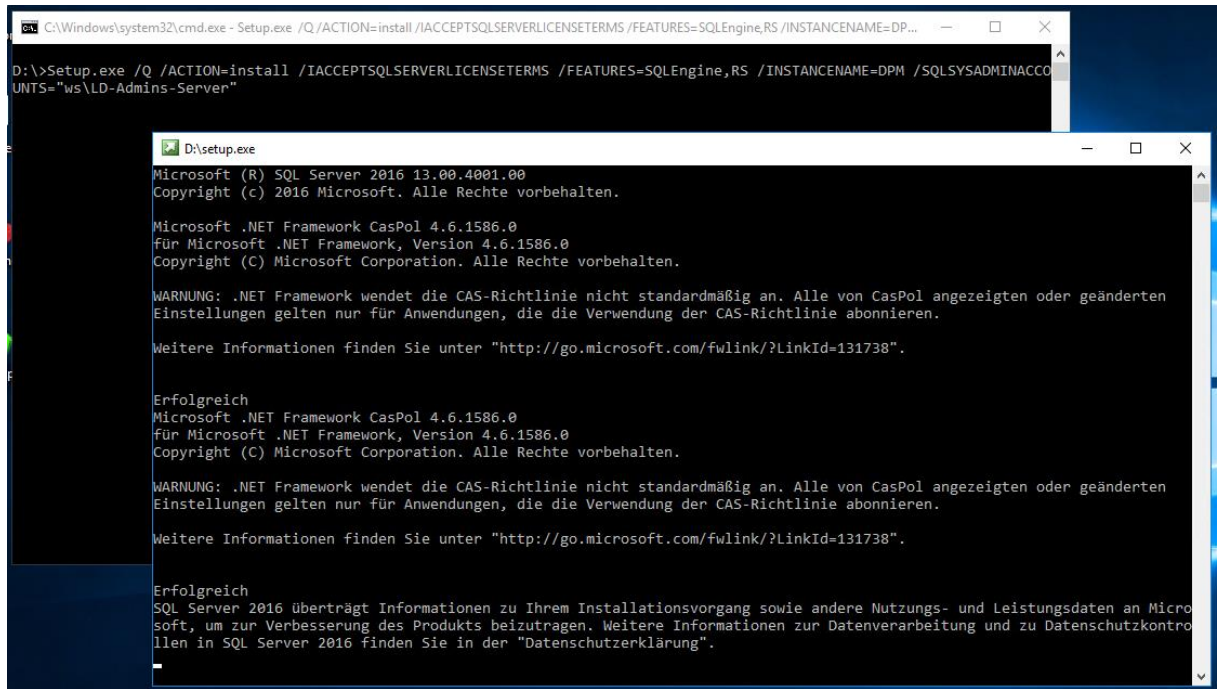 C:\Windows\system32\cmd.exe - Setup.exe /Q /ACTION=install /IACCEPTSQLSERVERLICENSETERMS /FEATURES=SQLEngine,RS /INSTANCENAME=DP...
D:\>Setup.exe /Q /ACTION=install /IACCEPTSQLSERVERLICENSETERMS /FEATURES=SQLEngine,RS /INSTANCENAME=DPM /SQLSYSADMINACCO
UNTS="ws\LD-Admins-Server"
D:\setup.exe
Microsoft (R) SQL Server 2016 13.00.4001.00
Copyright (c) 2016 Microsoft. Alle Rechte vorbehalten.
Microsoft .NET Framework CasPol 4.6.1586.0
für Microsoft .NET Framework, Version 4.6.1586.0
Copyright (C) Microsoft Corporation. Alle Rechte vorbehalten.
WARNUNG: .NET Framework wendet die CAS-Richtlinie nicht standardmäßig an. Alle von CasPol angezeigten oder geänderten
Einstellungen gelten nur für Anwendungen, die die Verwendung der CAS-Richtlinie abonnieren.
Weitere Informationen finden Sie unter "http://go.microsoft.com/fwlink/?LinkId=131738".
Erfolgreich
Microsoft .NET Framework CasPol 4.6.1586.0
für Microsoft .NET Framework, Version 4.6.1586.0
Copyright (C) Microsoft Corporation. Alle Rechte vorbehalten.
WARNUNG: .NET Framework wendet die CAS-Richtlinie nicht standardmäßig an. Alle von CasPol angezeigten oder geänderten
Einstellungen gelten nur für Anwendungen, die die Verwendung der CAS-Richtlinie abonnieren.
Weitere Informationen finden Sie unter "http://go.microsoft.com/fwlink/?LinkId=131738".
Erfolgreich
SQL Server 2016 überträgt Informationen zu Ihrem Installationsvorgang sowie andere Nutzungs- und Leistungsdaten an Micro
soft, um zur Verbesserung des Produkts beizutragen. Weitere Informationen zur Datenverarbeitung und zu Datenschutzkontro
llen in SQL Server 2016 finden Sie in der "Datenschutzerklärung".